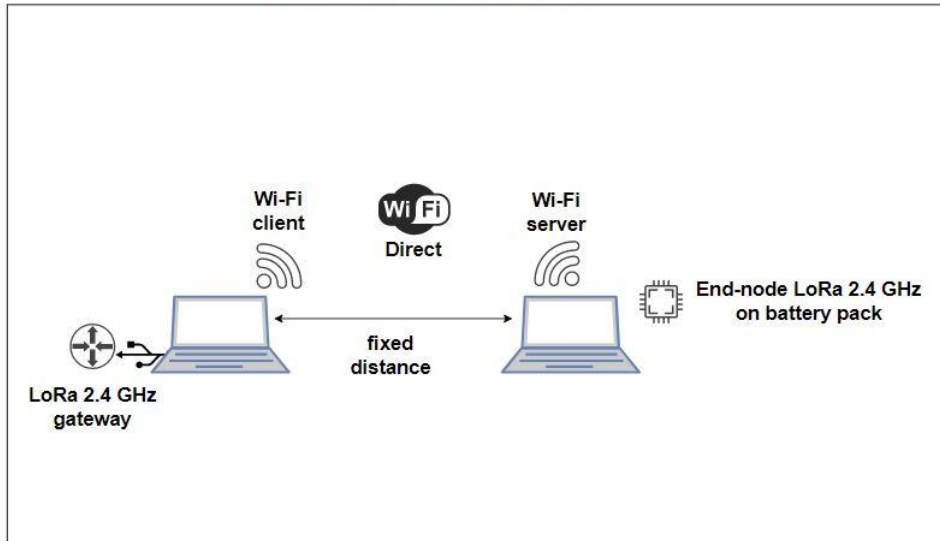 Wi-Fi
client
Wi Fi
Direct
Wi-Fi
server
End-node LoRa 2.4 GHz
on battery pack
fixed
distance
LoRa 2.4 GHz
gateway